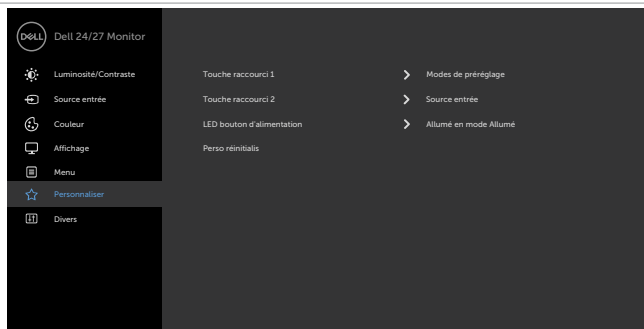 DELL Dell 24/27 Monitor
Luminosité/Contraste
Touche raccourci 1 Modes de préréglage
Source entrée
Touche raccourci 2 Source entrée
Couleur
LED bouton d'alimentation Allumé en mode Allumé
Affichage
Perso réinitialis
Menu
Personnaliser
Divers